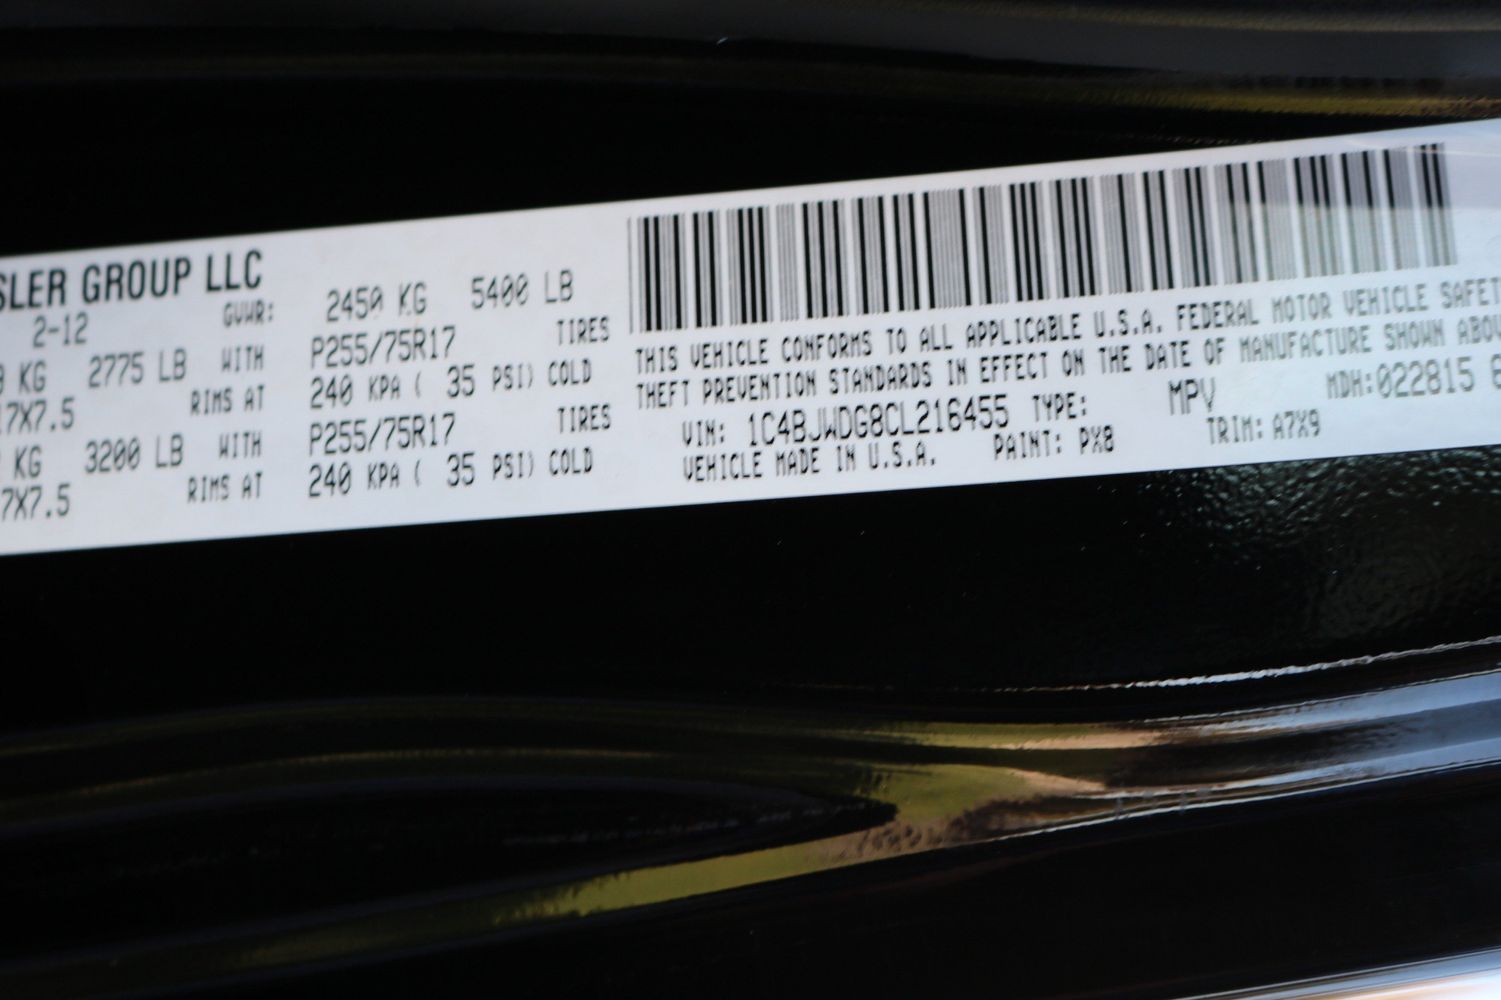 SLER GROUP LLC
2-12 GVWR: 2450 KG 5400 LB
KG 2775 LB WITH P255/75R17 TIRES
7X7.5 RIMS AT 240 KPA ( 35 PSI) COLD
KG 3200 LB WITH P255/75R17 TIRES
7X7.5 RIMS AT 240 KPA ( 35 PSI) COLD
THIS VEHICLE CONFORMS TO ALL APPLICABLE U.S.A. FEDERAL MOTOR VEHICLE SAFET
THEFT PREVENTION STANDARDS IN EFFECT ON THE DATE OF MANUFACTURE SHOWN ABOV
VIN: 1C4BJWDG8CL216455 TYPE: MPV MDH:022815
VEHICLE MADE IN U.S.A. PAINT: PX8 TRIM: A7X9